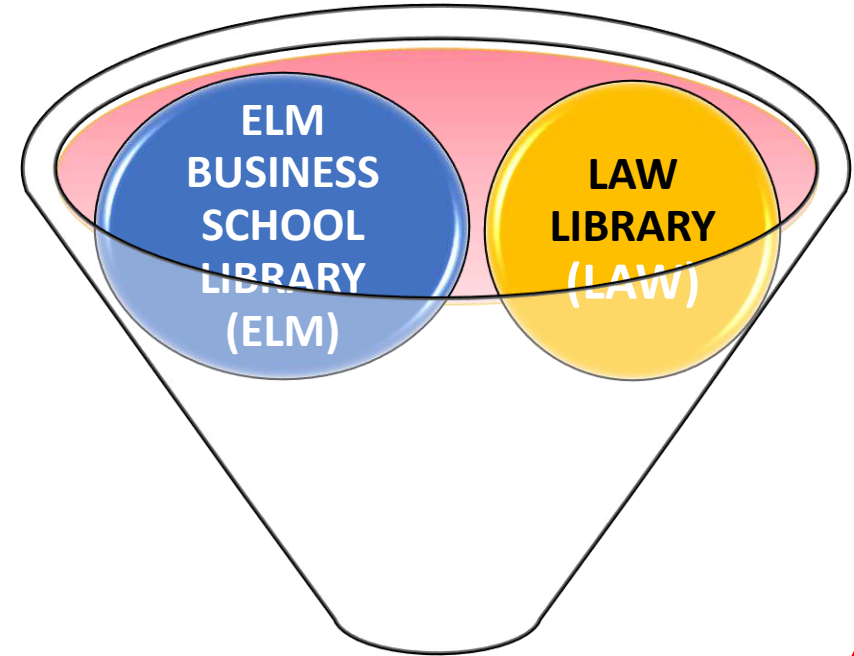 ELM
BUSINESS
SCHOOL
LIBRARY
(ELM)
LAW
LIBRARY
(LAW)